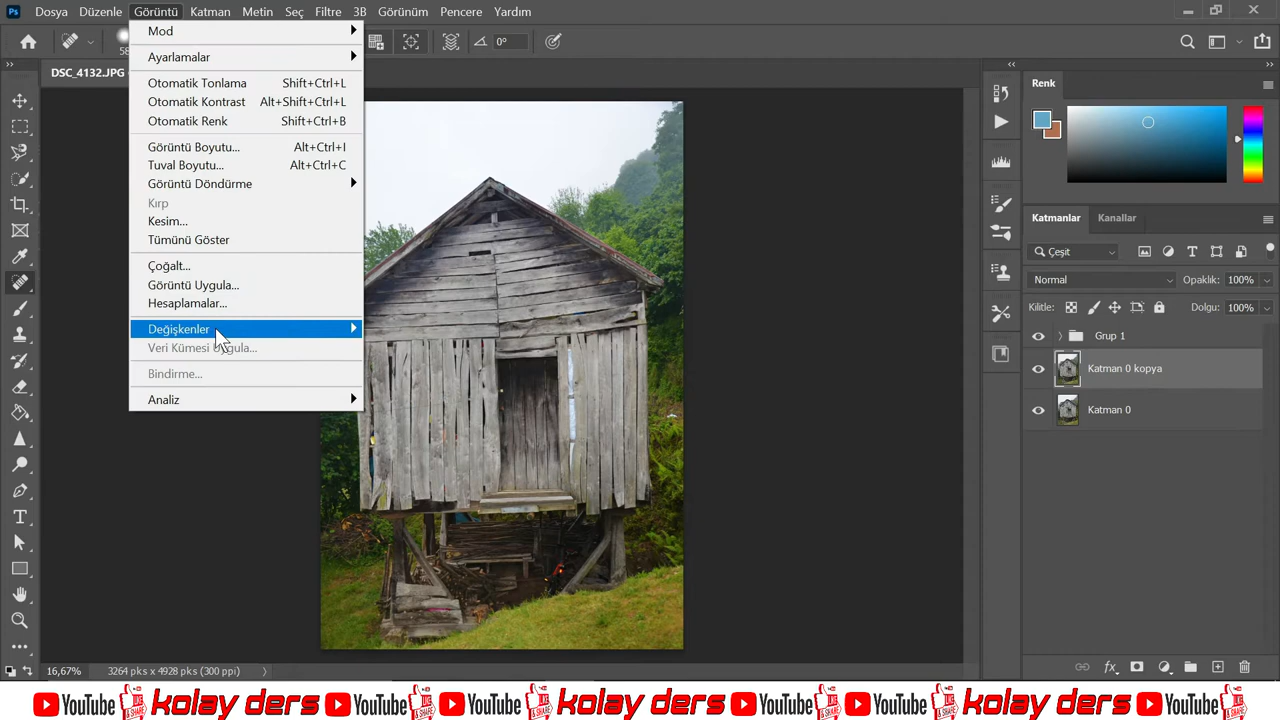 Dosya Düzenle Görüntü Katman Metin Seç Filtre 3B Görünüm Pencere Yardım
0°
DSC_4132.JPG
Mod
Ayarlamalar
Otomatik Tonlama Shift+Ctrl+L
Otomatik Kontrast Alt+Shift+Ctrl+L
Otomatik Renk Shift+Ctrl+B
Görüntü Boyutu... Alt+Ctrl+I
Tuval Boyutu... Alt+Ctrl+C
Görüntü Döndürme
Kırp
Kesim...
Tümünü Göster
Çoğalt...
Görüntü Uygula...
Hesaplamalar...
Değişkenler
Veri Kümesi Uygula...
Bindirme...
Analiz
Renk
Katmanlar Kanallar
Çeşit
Normal Opaklik: 100%
Kilitle: Dolgu: 100%
Grup 1
Katman 0 kopya
Katman 0
16,67% 3264 pks x 4928 pks (300 ppi)
YouTube kolay ders YouTube YouTube kolay ders YouTube YouTube kolay ders